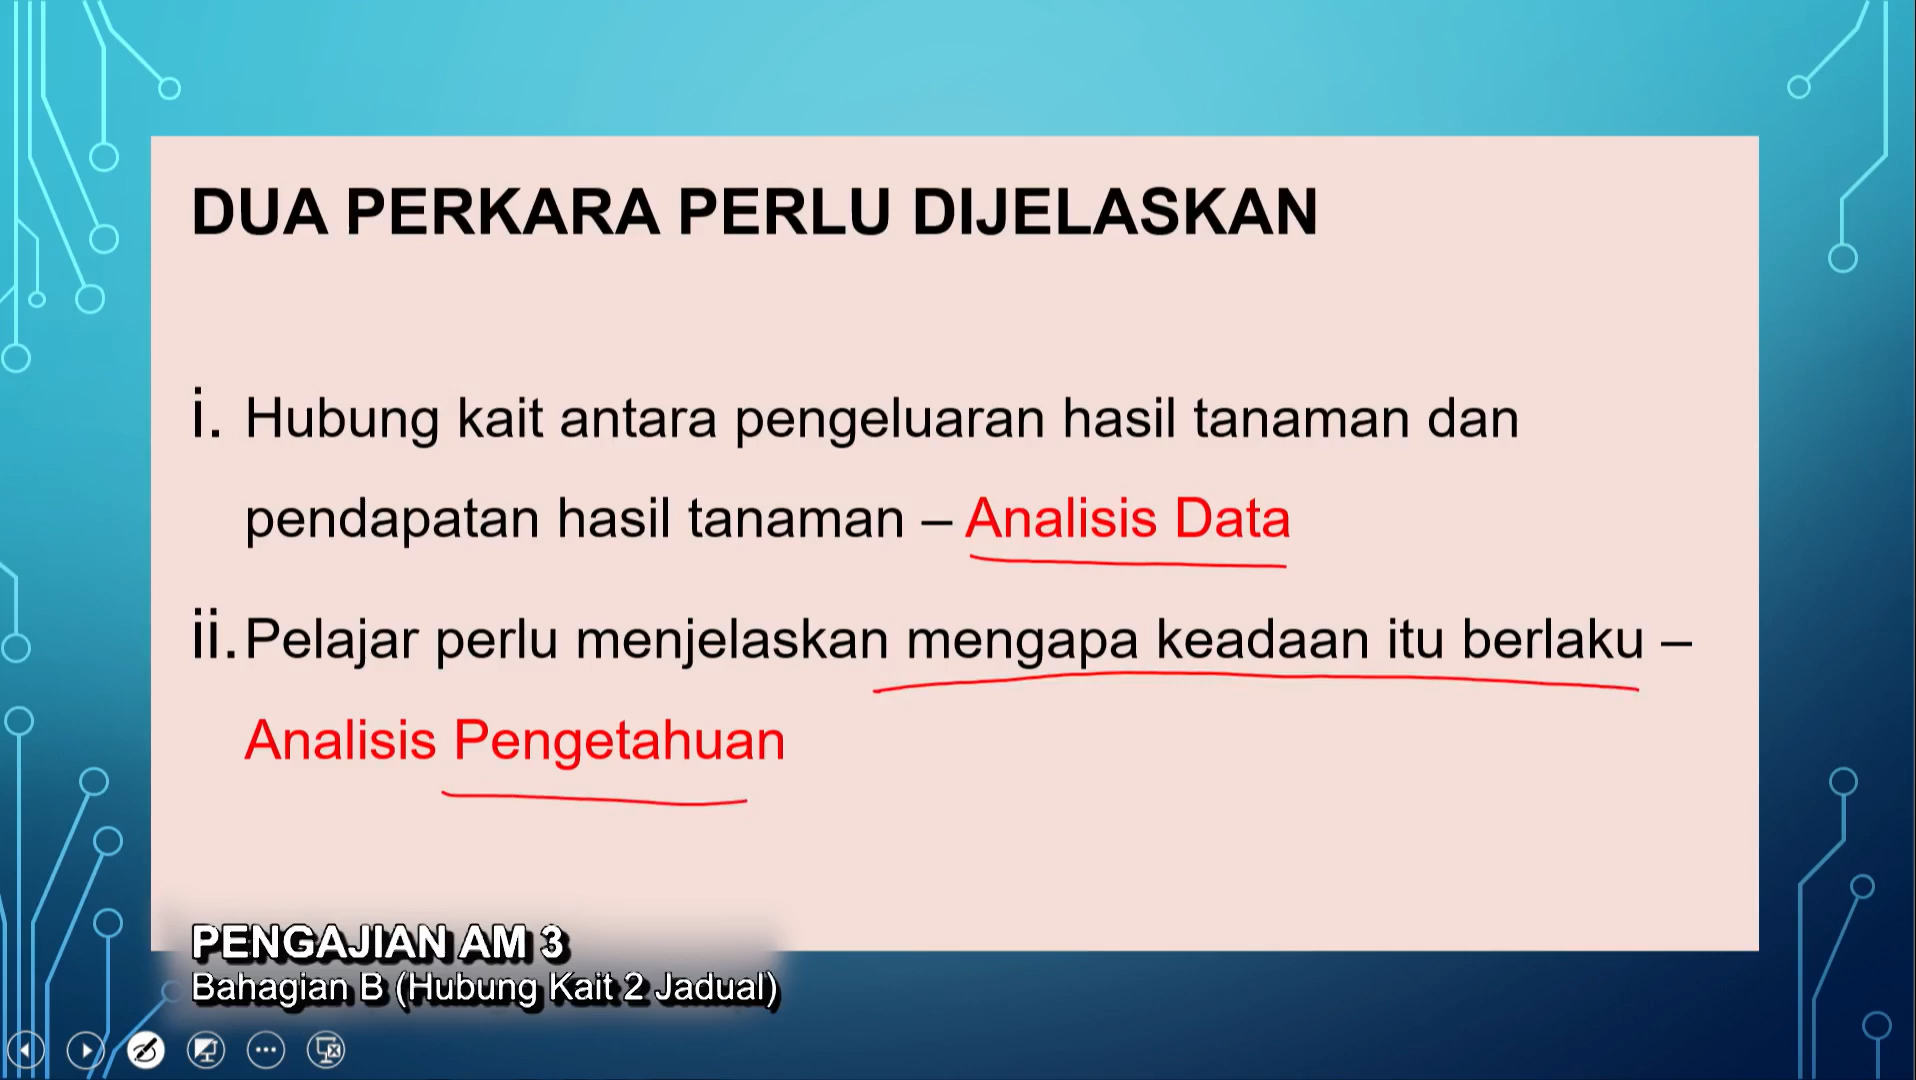 DUA PERKARA PERLU DIJELASKAN
i. Hubung kait antara pengeluaran hasil tanaman dan
pendapatan hasil tanaman – Analisis Data
ii. Pelajar perlu menjelaskan mengapa keadaan itu berlaku –
Analisis Pengetahuan
PENGAJIAN AM 3
Bahagian B (Hubung Kait 2 Jadual)